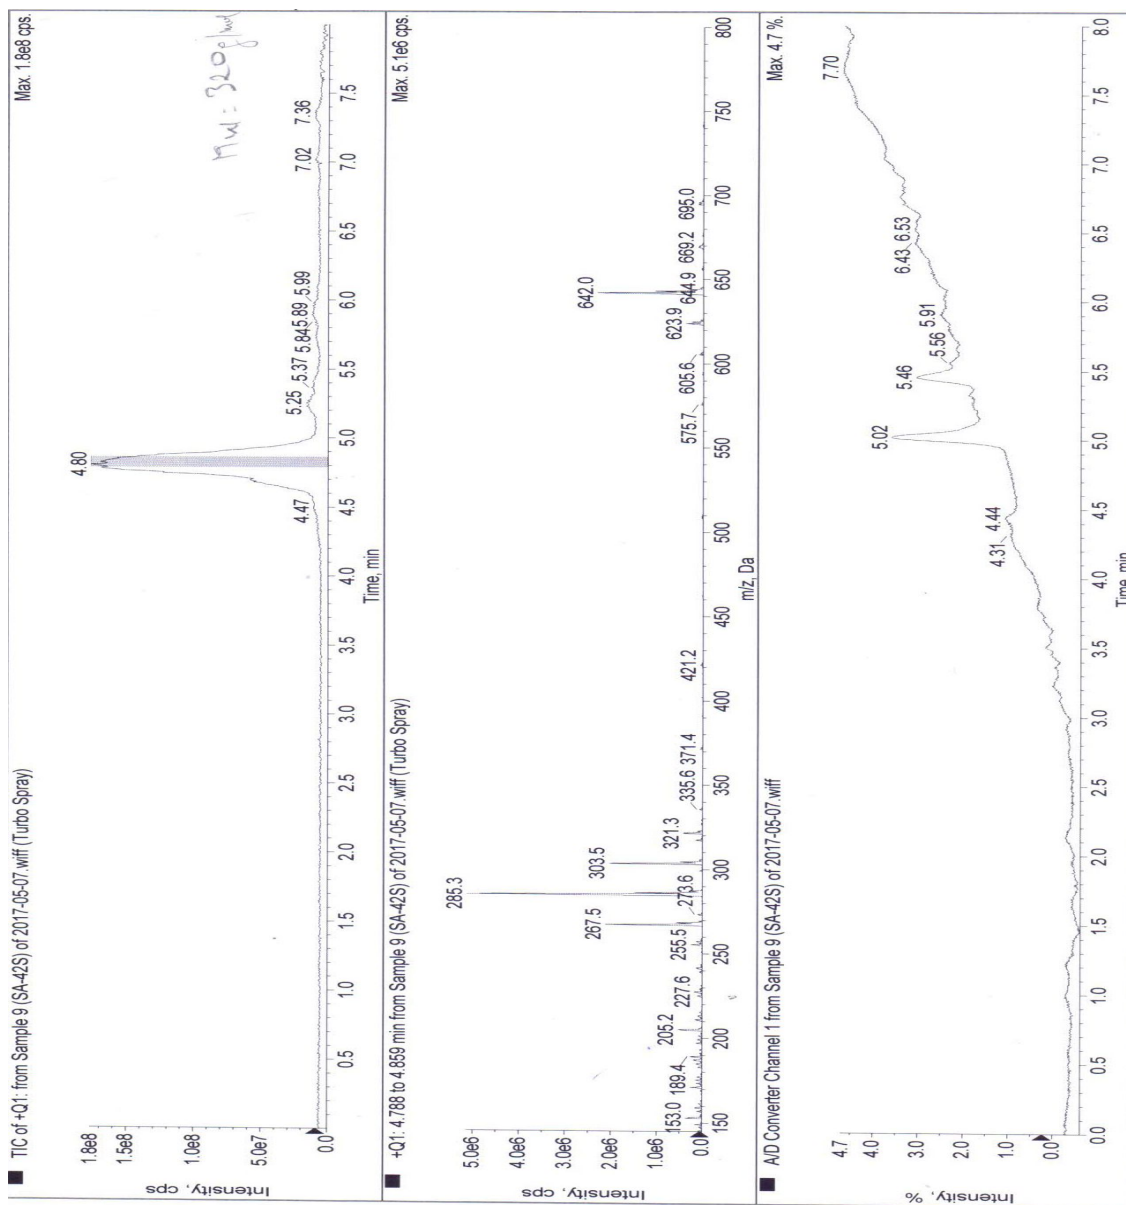 TIC of +Q1: from Sample 9 (SA-42S) of 2017-05-07.wiff (Turbo Spray)
Max. 1.8e8 cps.
Mw = 320 g/mol
1.8e8
1.5e8
1.0e8
5.0e7
0.0
Intensity, cps
4.47
4.80
5.25
5.37
5.84
5.89
5.99
7.02
7.36
0.5 1.0 1.5 2.0 2.5 3.0 3.5 4.0 4.5 5.0 5.5 6.0 6.5 7.0 7.5
Time, min
+Q1: 4.788 to 4.859 min from Sample 9 (SA-42S) of 2017-05-07.wiff (Turbo Spray)
Max. 5.1e6 cps.
5.0e6
4.0e6
3.0e6
2.0e6
1.0e6
0.0
Intensity, cps
153.0
189.4
205.2
227.6
255.5
267.5
273.6
285.3
303.5
321.3
335.6
371.4
421.2
575.7
605.6
623.9
642.0
644.9
669.2
695.0
150 200 250 300 350 400 450 500 550 600 650 700 750 800
m/z, Da
A/D Converter Channel 1 from Sample 9 (SA-42S) of 2017-05-07.wiff
Max. 4.7 %.
4.7
4.0
3.0
2.0
1.0
0.0
Intensity, %
4.31
4.44
5.02
5.46
5.56
5.91
6.43
6.53
7.70
0.0 0.5 1.0 1.5 2.0 2.5 3.0 3.5 4.0 4.5 5.0 5.5 6.0 6.5 7.0 7.5 8.0
Time, min